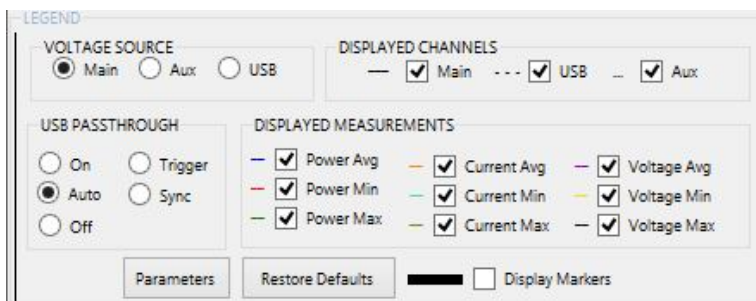 LEGEND
VOLTAGE SOURCE
Main Aux USB
DISPLAYED CHANNELS
Main USB Aux
USB PASSTHROUGH
On Trigger
Auto Sync
Off
DISPLAYED MEASUREMENTS
Power Avg Current Avg Voltage Avg
Power Min Current Min Voltage Min
Power Max Current Max Voltage Max
Parameters Restore Defaults Display Markers